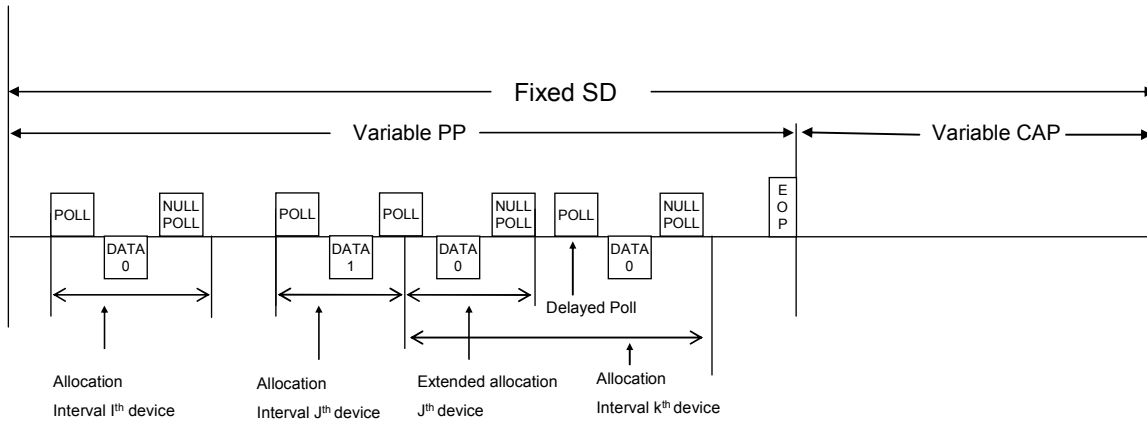 Fixed SD
Variable PP
Variable CAP
POLL
NULL
POLL
POLL
POLL
NULL
POLL
POLL
NULL
POLL
E
O
P
DATA
0
DATA
1
DATA
0
DATA
0
Delayed Poll
Allocation
Interval Ith device
Allocation
Interval Jth device
Extended allocation
Jth device
Allocation
Interval kth device